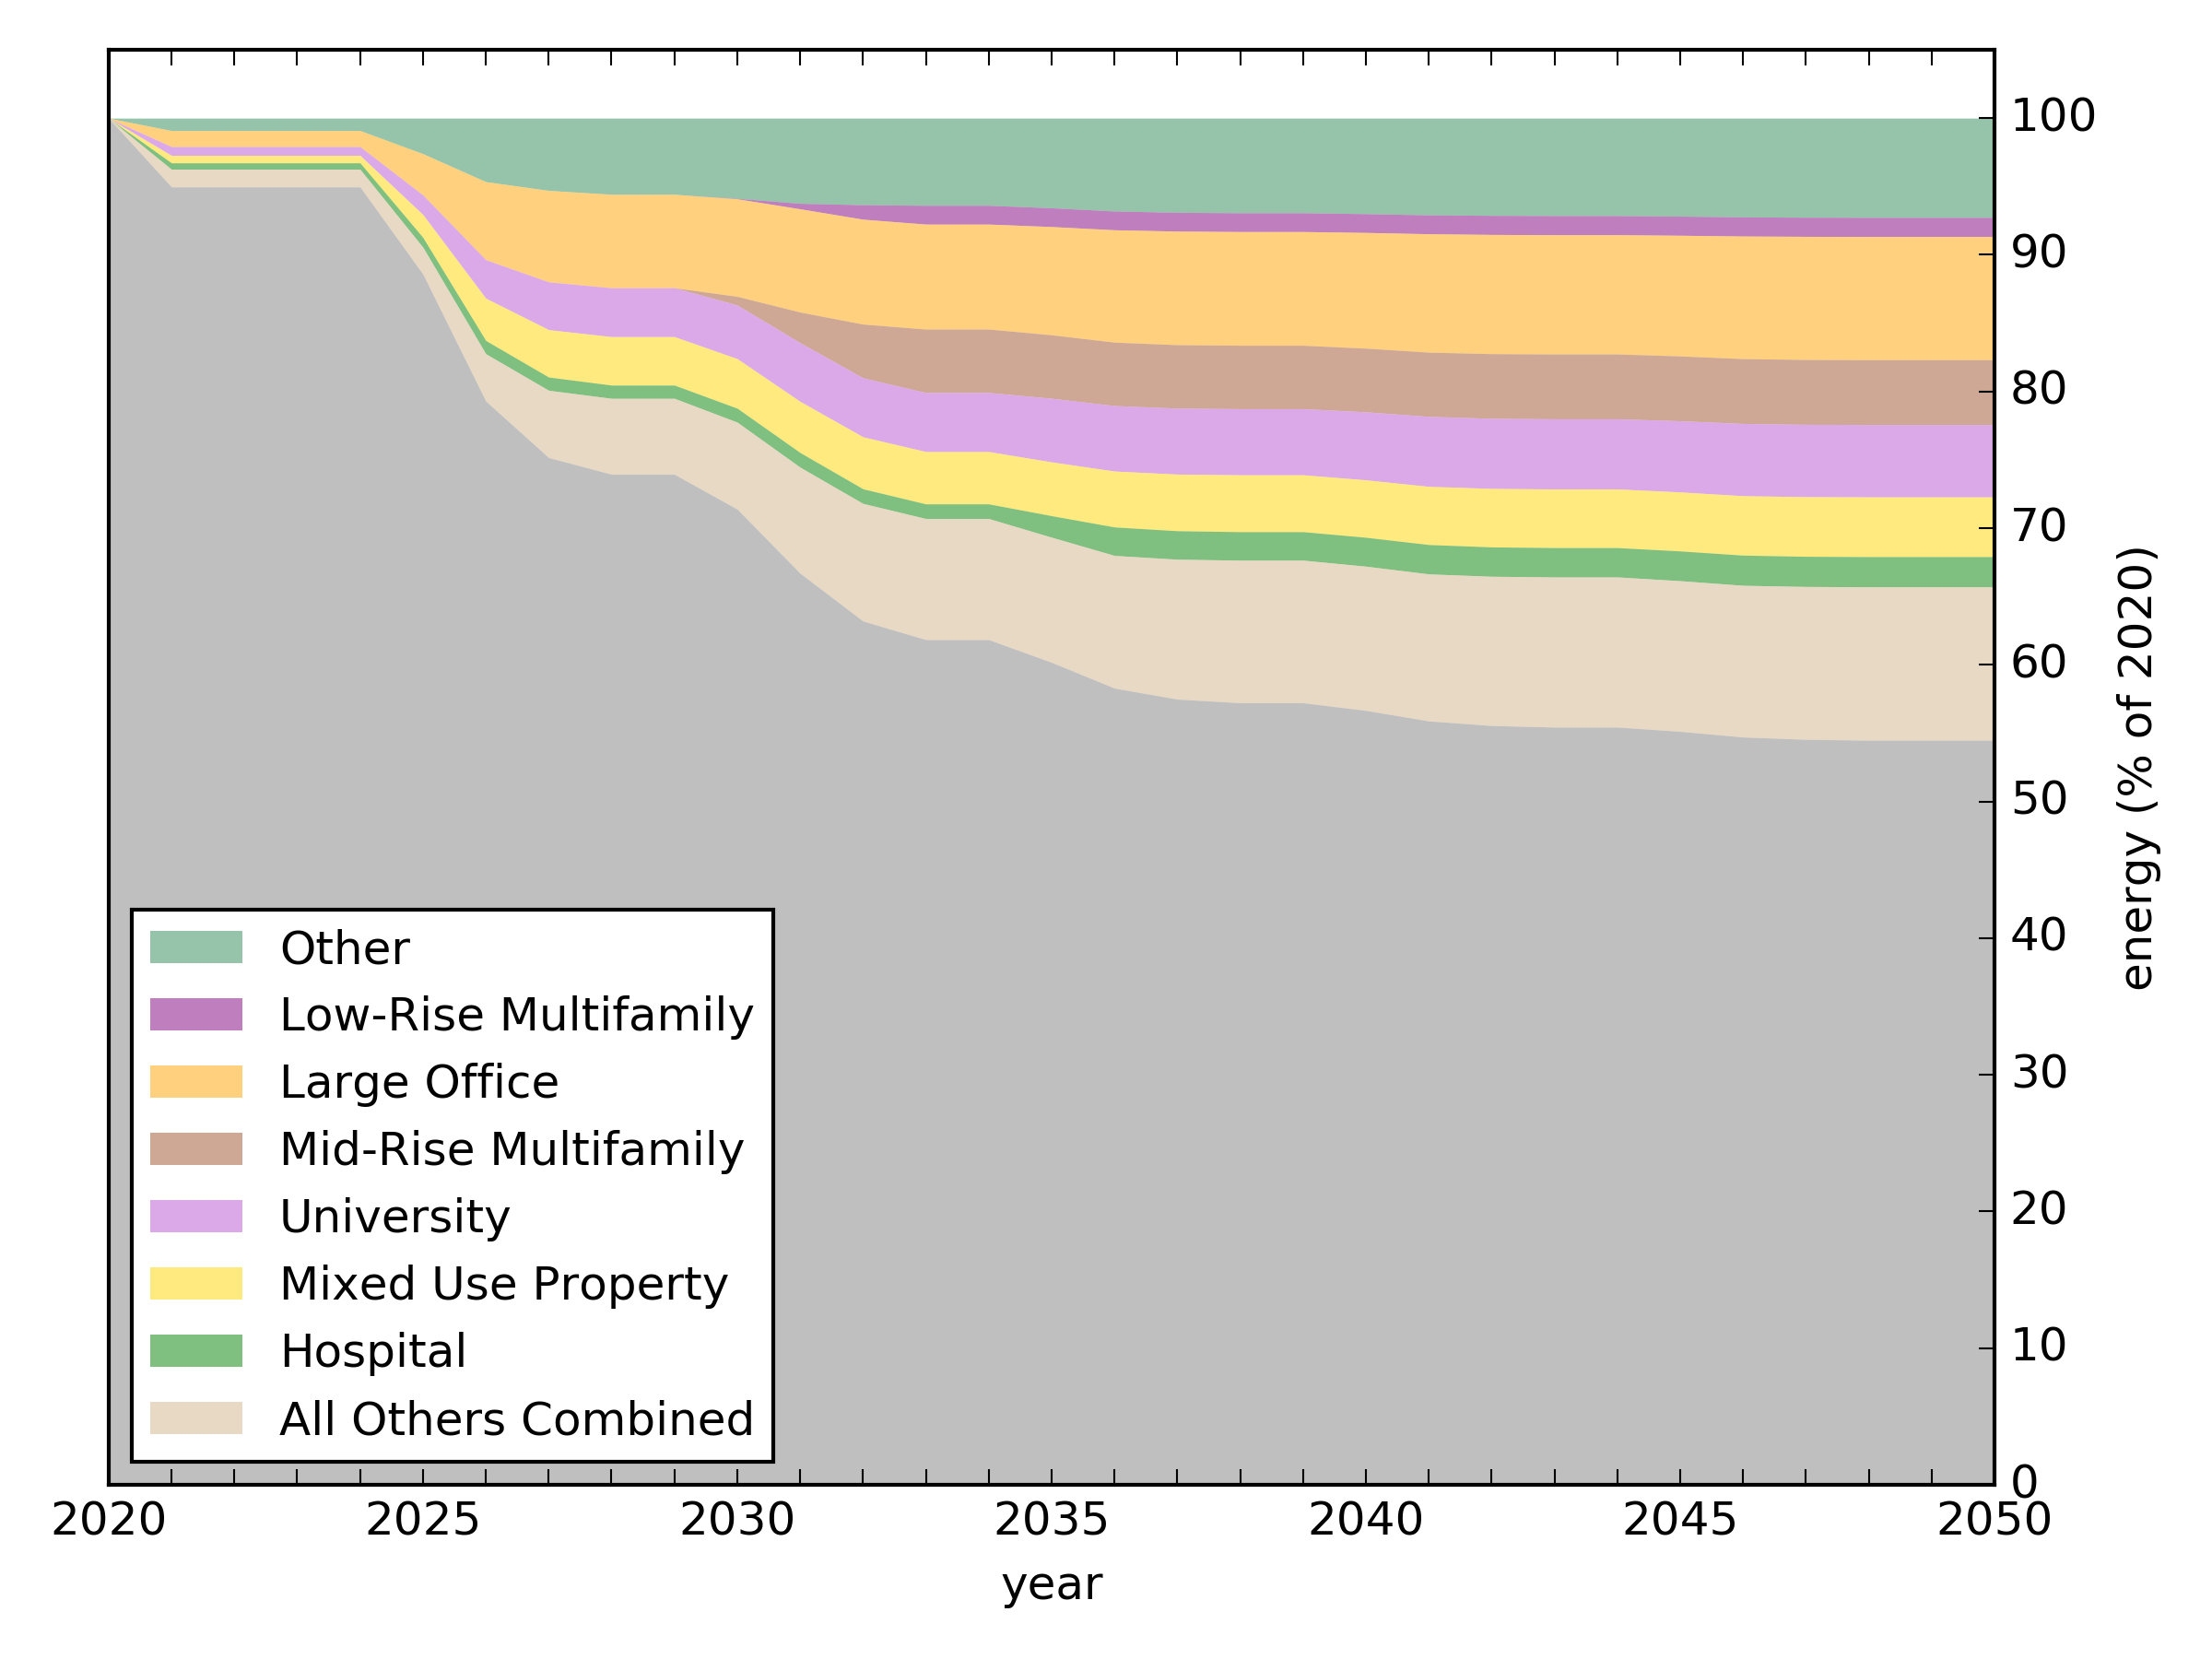 100
90
80
70
60
50
40
30
20
10
0
energy (% of 2020)
Other
Low-Rise Multifamily
Large Office
Mid-Rise Multifamily
University
Mixed Use Property
Hospital
All Others Combined
2020 2025 2030 2035 2040 2045 2050
year